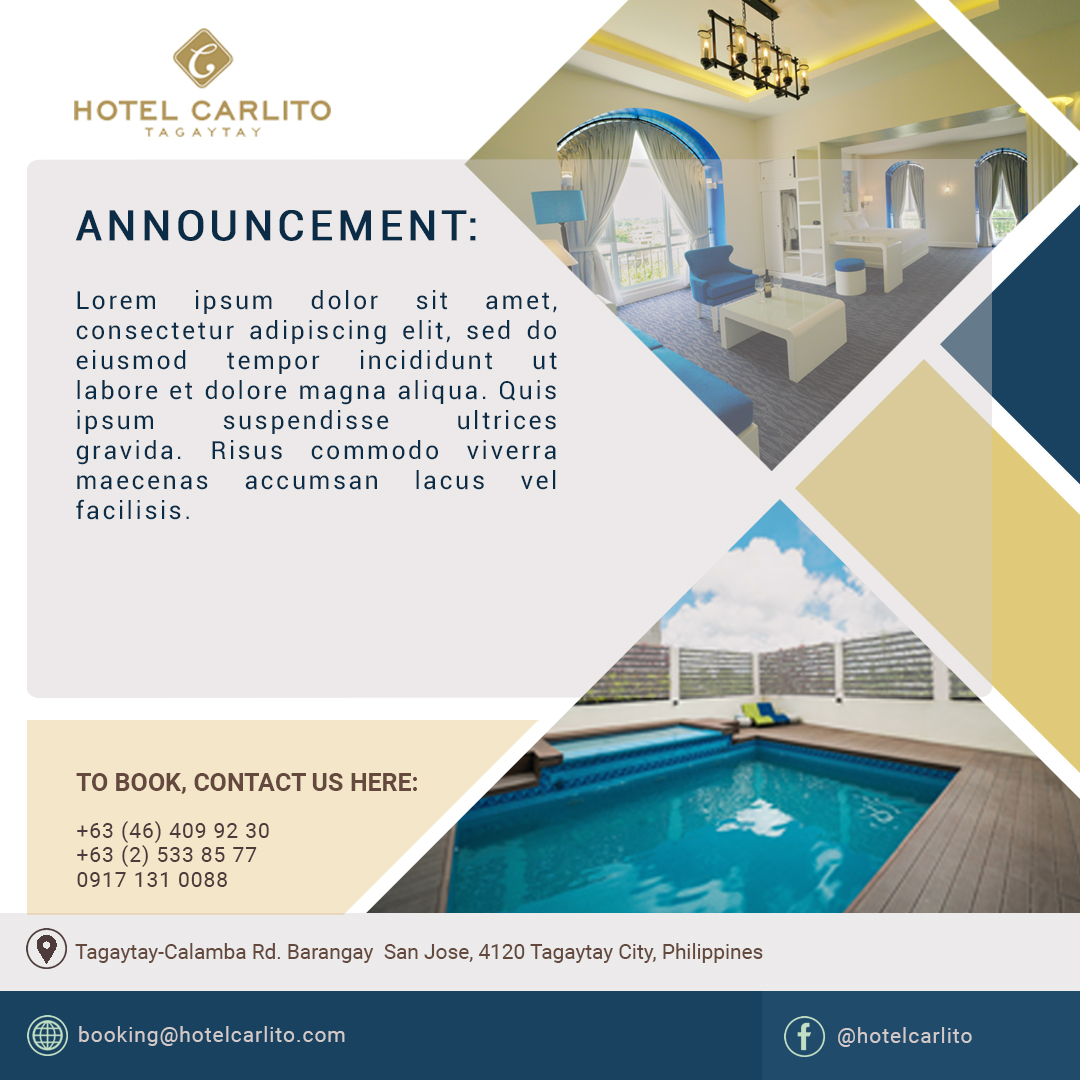 HOTEL CARLITO
TAGAYTAY
ANNOUNCEMENT:
Lorem ipsum dolor sit amet,
consectetur adipiscing elit, sed do
eiusmod tempor incididunt ut
labore et dolore magna aliqua. Quis
ipsum suspendisse ultrices
gravida. Risus commodo viverra
maecenas accumsan lacus vel
facilisis.
TO BOOK, CONTACT US HERE:
+63 (46) 409 92 30
+63 (2) 533 85 77
0917 131 0088
Tagaytay-Calamba Rd. Barangay  San Jose, 4120 Tagaytay City, Philippines
booking@hotelcarlito.com
@hotelcarlito